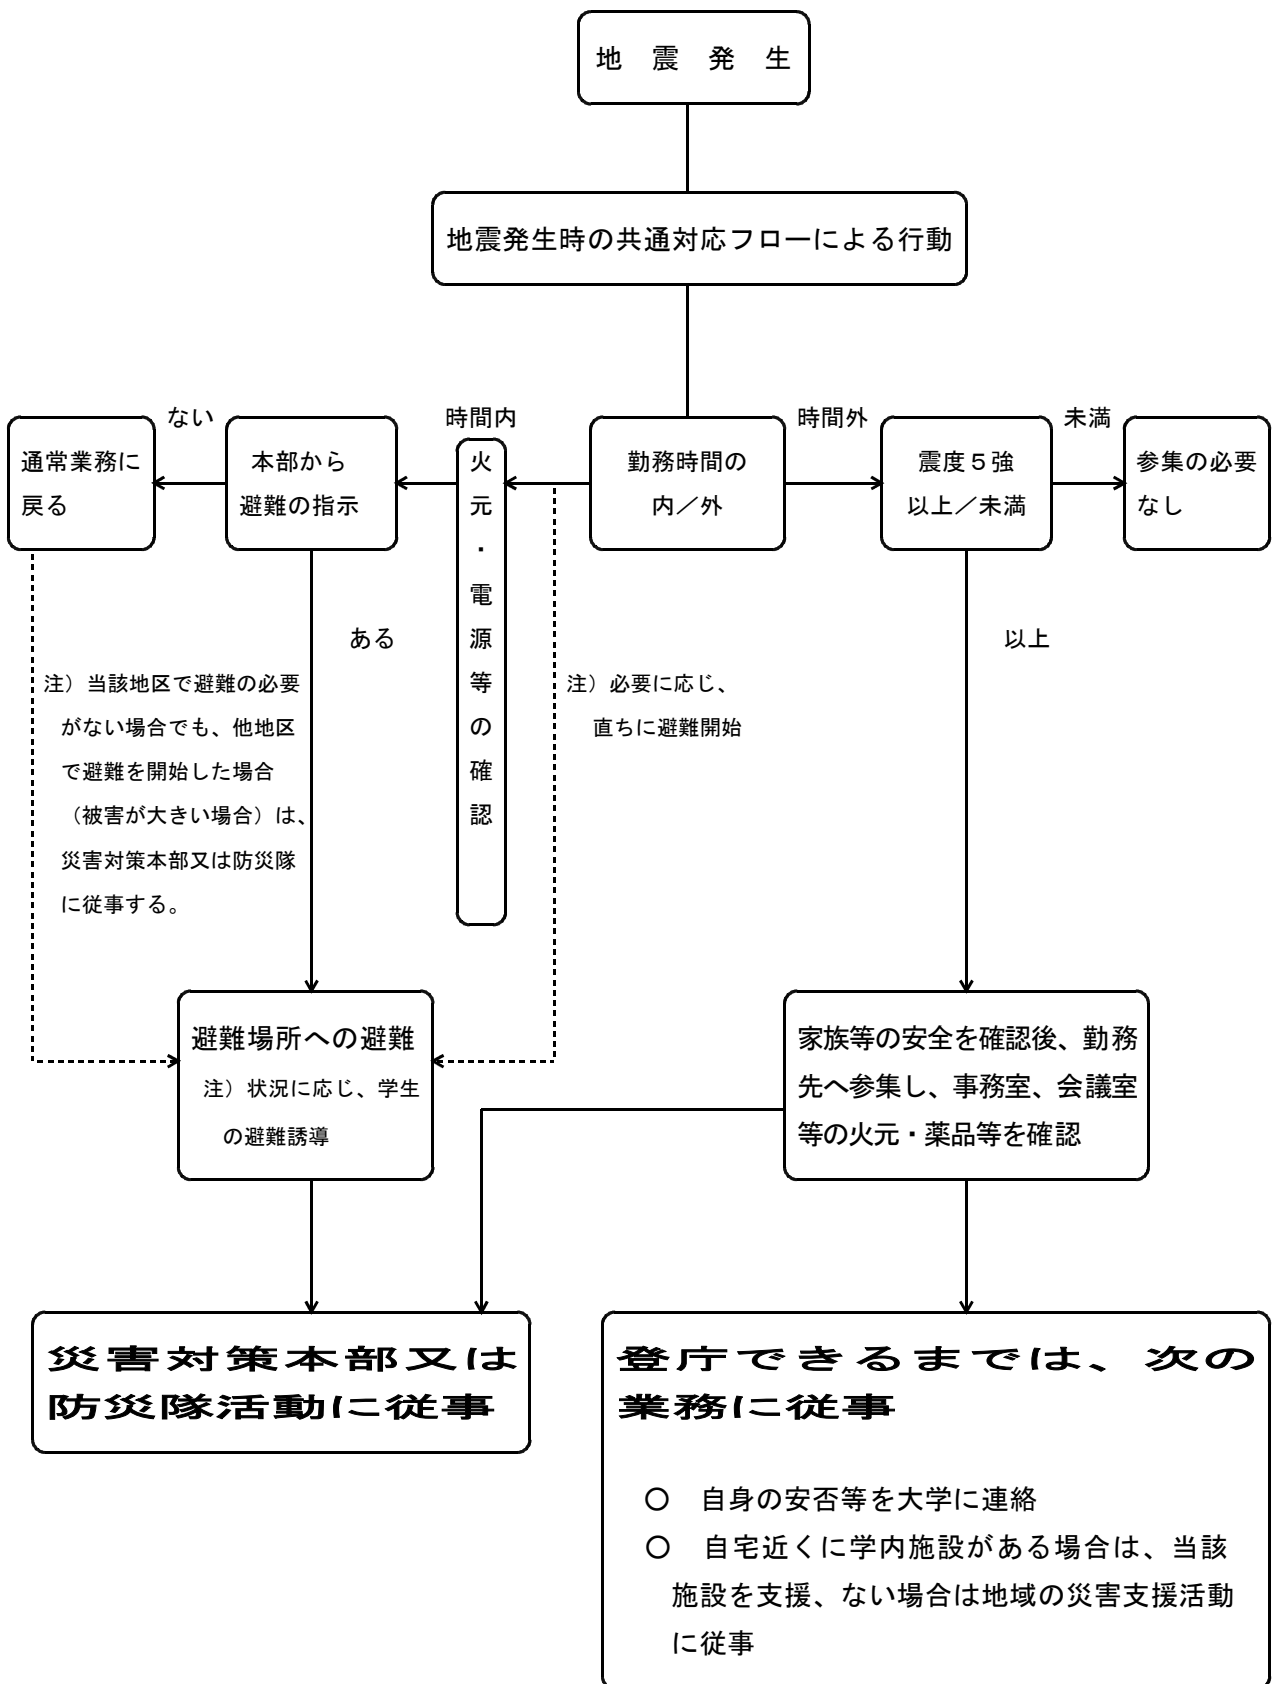 地　震　発　生
地震発生時の共通対応フローによる行動
ない
時間内
時間外
未満
通常業務に
戻る
本部から
避難の指示
火元・電源等の確認
勤務時間の
内／外
震度５強
以上／未満
参集の必要
なし
ある
以上
注）当該地区で避難の必要
がない場合でも、他地区
で避難を開始した場合
（被害が大きい場合）は、
災害対策本部又は防災隊
に従事する。
注）必要に応じ、
直ちに避難開始
避難場所への避難
注）状況に応じ、学生
の避難誘導
家族等の安全を確認後、勤務
先へ参集し、事務室、会議室
等の火元・薬品等を確認
災害対策本部又は
防災隊活動に従事
登庁できるまでは、次の
業務に従事
○　自身の安否等を大学に連絡
○　自宅近くに学内施設がある場合は、当該
施設を支援、ない場合は地域の災害支援活動
に従事